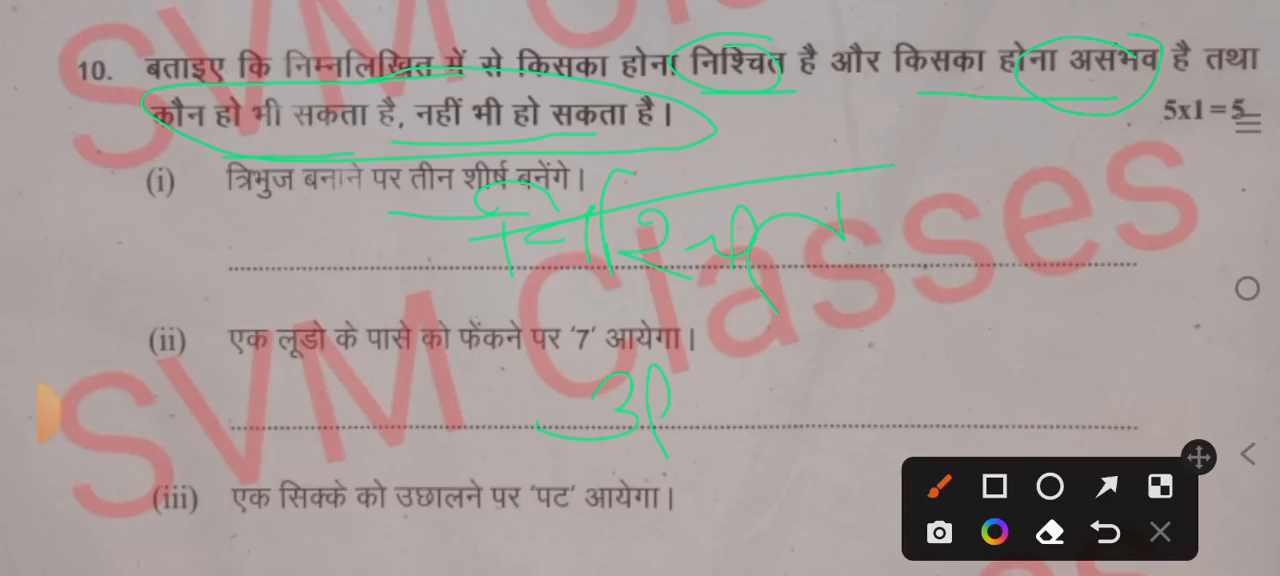 10. बताइए कि निम्नलिखित में से किसका होना निश्चित है और किसका होना असंभव है तथा
कौन हो भी सकता है, नहीं भी हो सकता है। 5x1=5
(i) त्रिभुज बनाने पर तीन शीर्ष बनेंगे।
निश्चित
(ii) एक लूडो के पासे को फेंकने पर ‘7’ आयेगा।
(iii) एक सिक्के को उछालने पर ‘पट’ आयेगा।
SVM Classes
SVM Classes